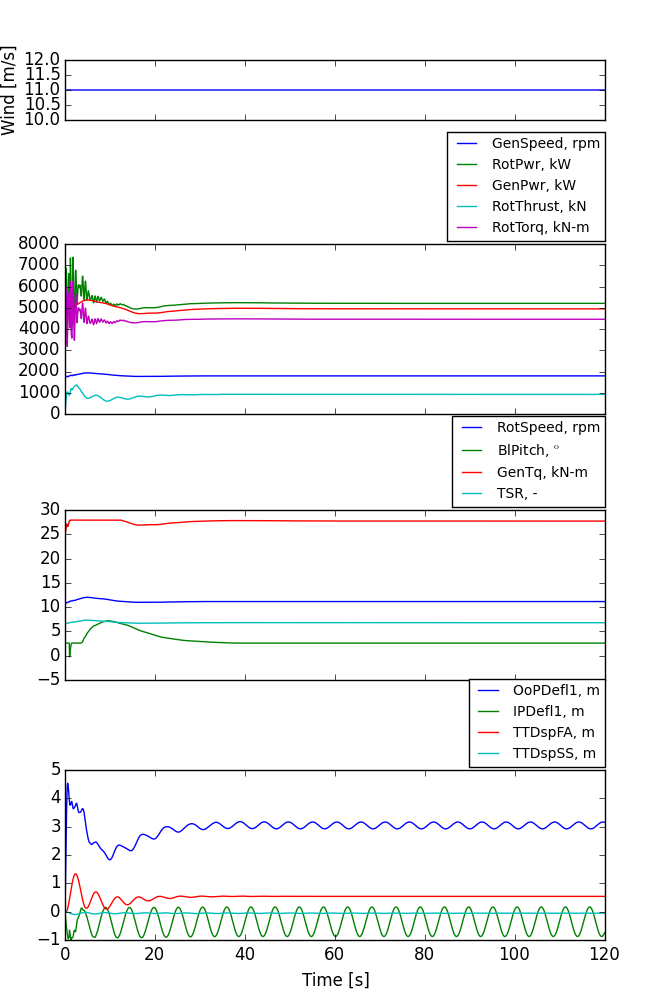 Wind [m/s]
12.0
11.5
11.0
10.5
10.0
GenSpeed, rpm
RotPwr, kW
GenPwr, kW
RotThrust, kN
RotTorq, kN-m
8000
7000
6000
5000
4000
3000
2000
1000
0
RotSpeed, rpm
BlPitch, °
GenTq, kN-m
TSR, -
30
25
20
15
10
5
0
−5
OoPDefl1, m
IPDefl1, m
TTDspFA, m
TTDspSS, m
5
4
3
2
1
0
−1
0 20 40 60 80 100 120
Time [s]